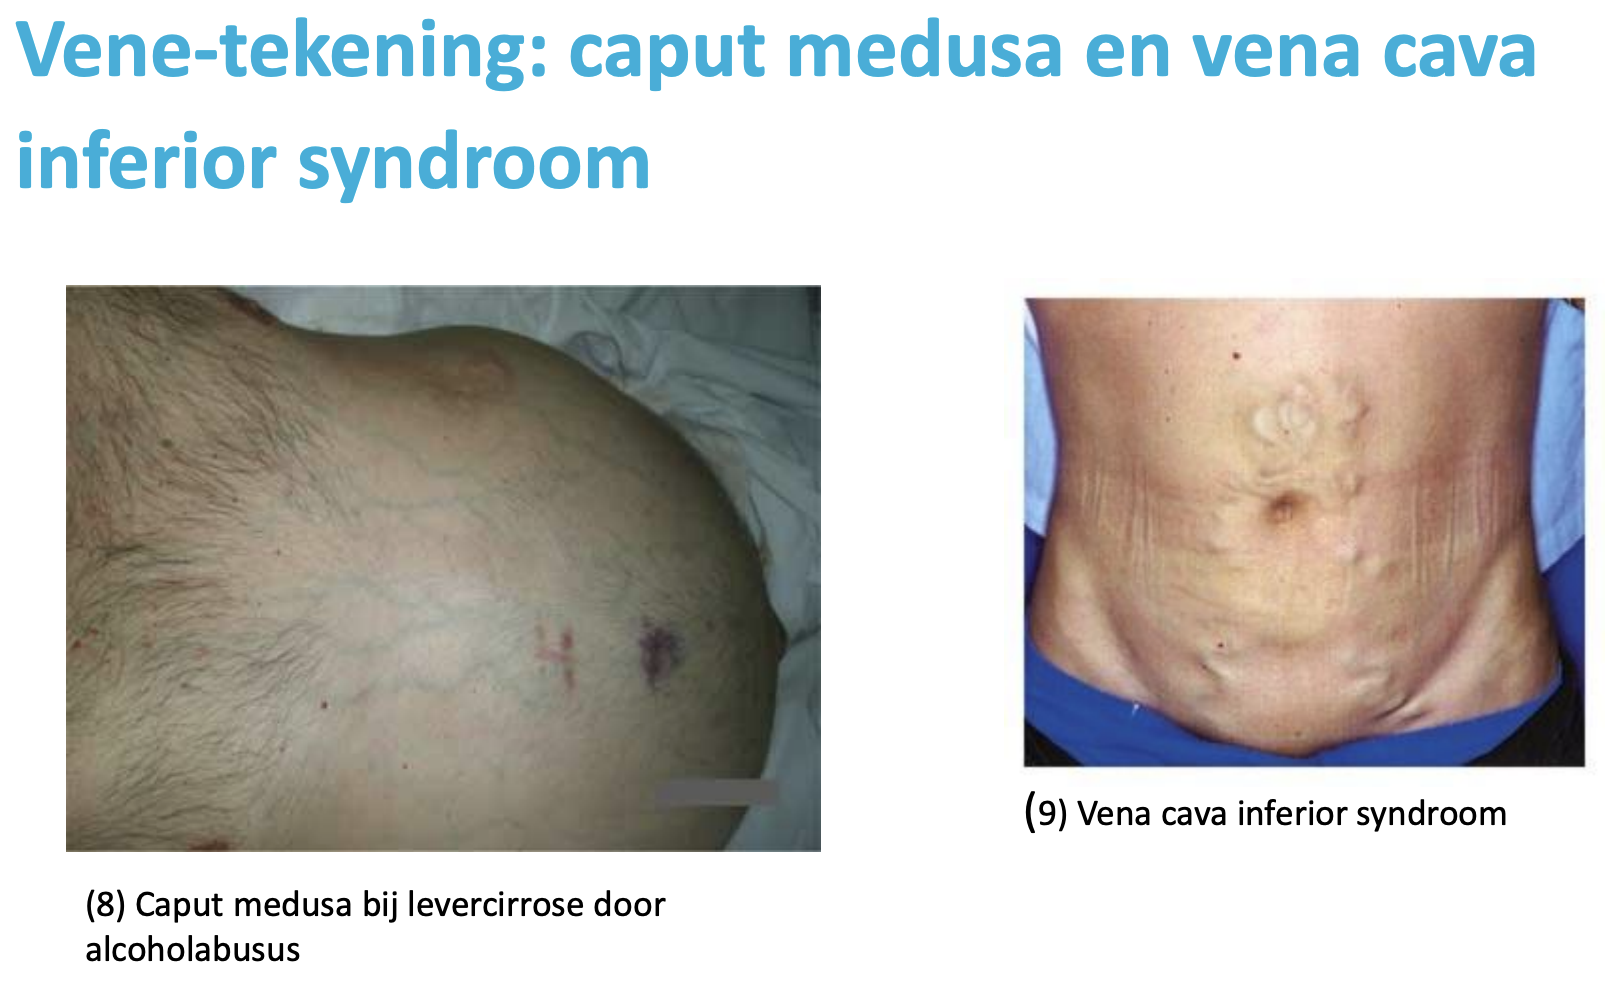 Vene-tekening: caput medusa en vena cava
inferior syndroom
(9) Vena cava inferior syndroom
(8) Caput medusa bij levercirrose door
alcoholabusus